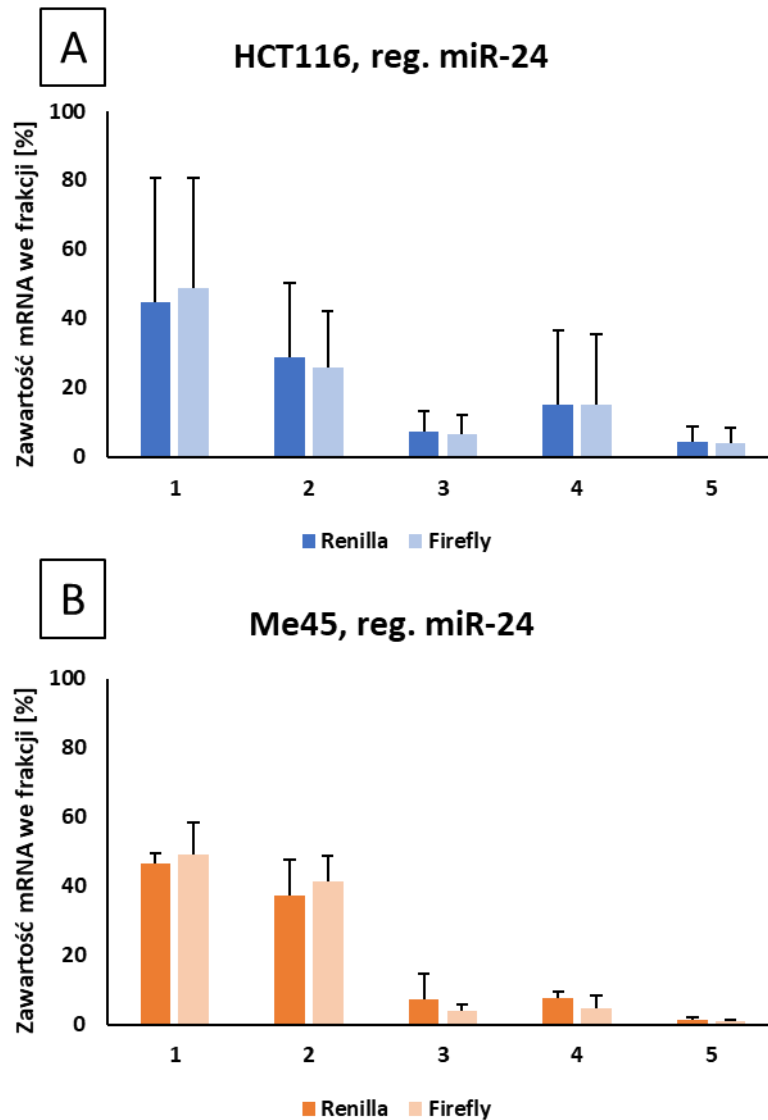 A
HCT116, reg. miR-24
Zawartość mRNA we frakcji [%]
100
80
60
40
20
0
1 2 3 4 5
Renilla Firefly
B
Me45, reg. miR-24
Zawartość mRNA we frakcji [%]
100
80
60
40
20
0
1 2 3 4 5
Renilla Firefly